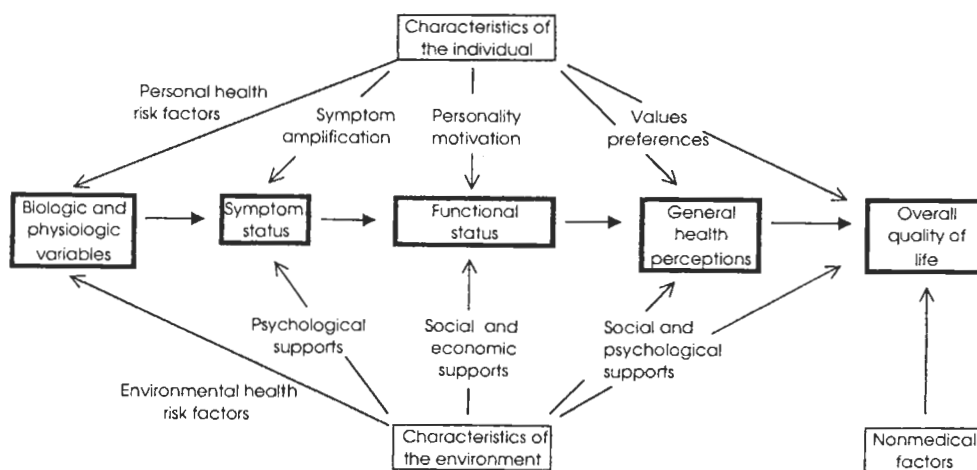 Characteristics of
the individual
Personal health
risk factors
Symptom
amplification
Personality
motivation
Values
preferences
Biologic and
physiologic
variables
Symptom
status
Functional
status
General
health
perceptions
Overall
quality of
life
Psychological
supports
Social and
economic
supports
Social and
psychological
supports
Environmental health
risk factors
Characteristics of
the environment
Nonmedical
factors